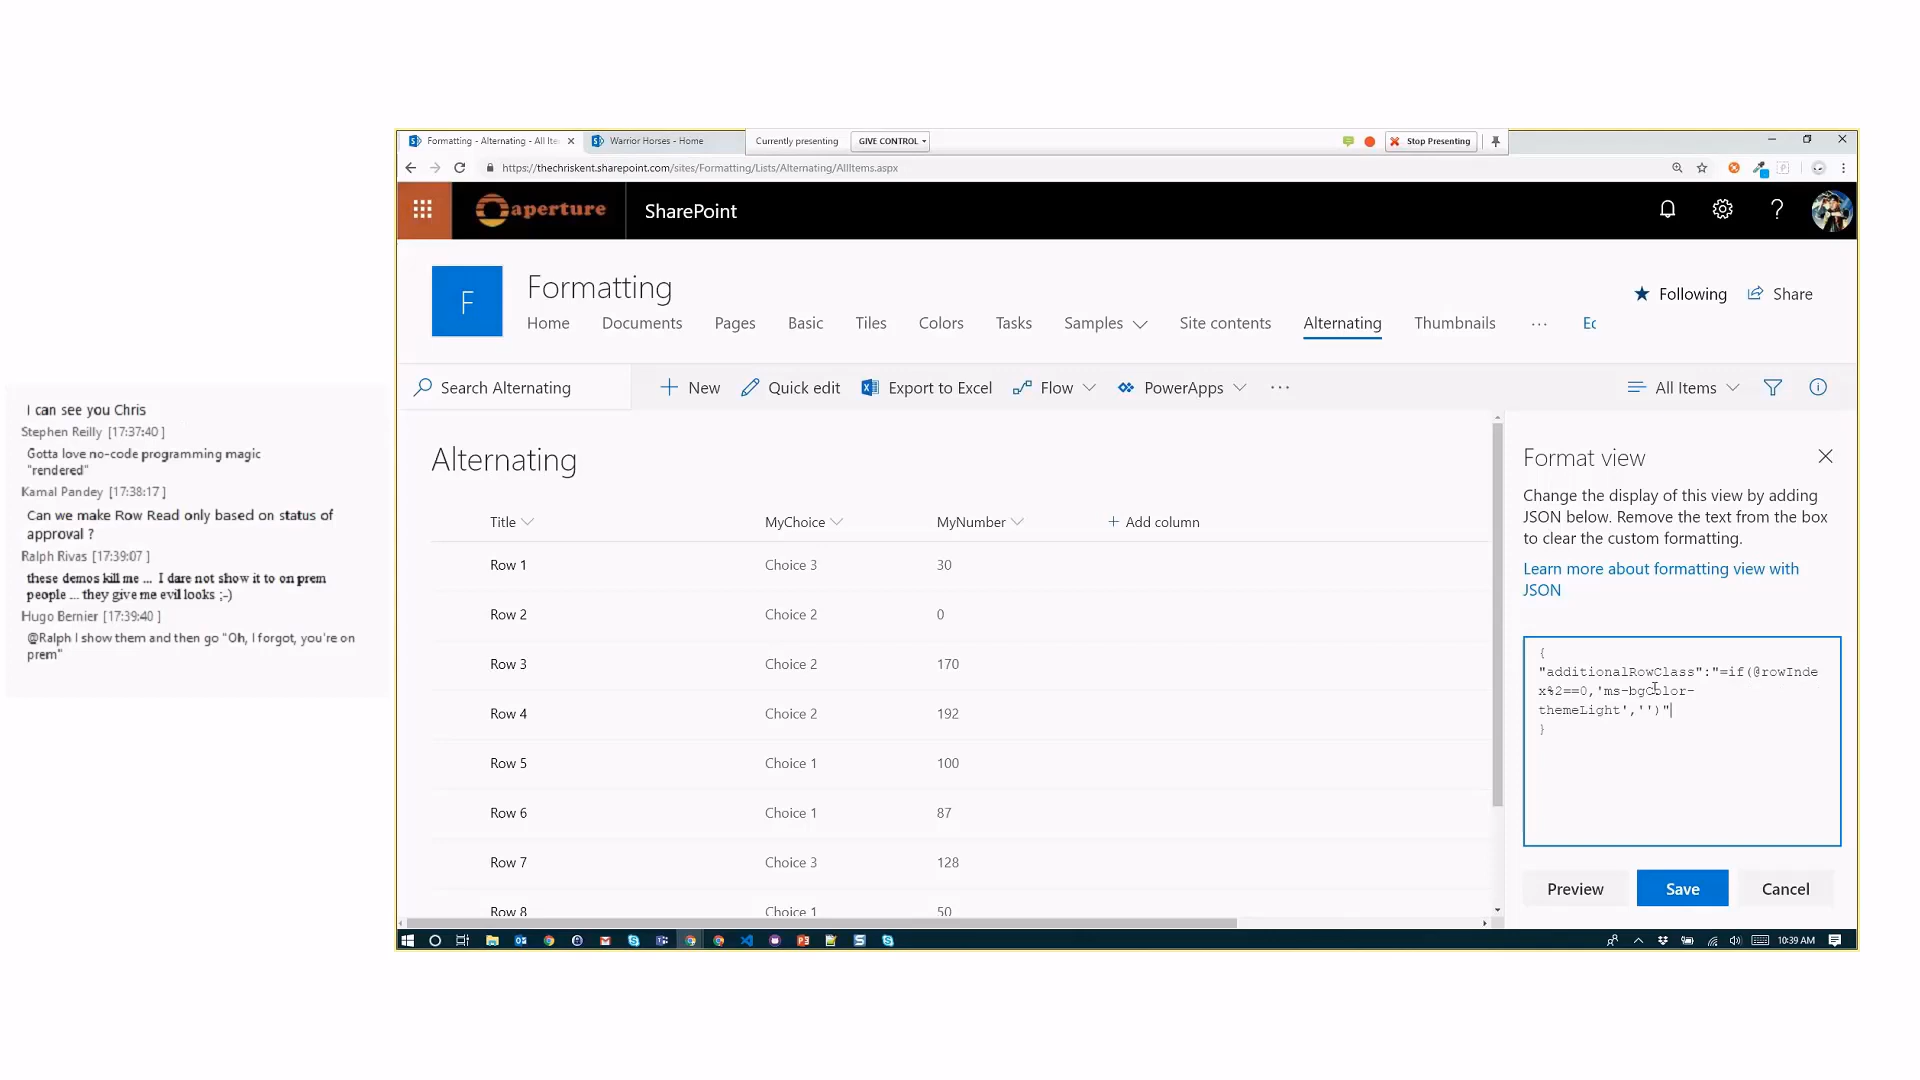 I can see you Chris
Stephen Reilly [17:37:40 ]
Gotta love no-code programming magic
"rendered"
Kamal Pandey [17:38:17 ]
Can we make Row Read only based on status of
approval ?
Ralph Rivas [17:39:07 ]
these demos kill me ... I dare not show it to on prem
people ... they give me evil looks ;-)
Hugo Bernier [17:39:40 ]
@Ralph I show them and then go "Oh, I forgot, you're on
prem"
Formatting - Alternating - All Ite
Warrior Horses - Home
Currently presenting
GIVE CONTROL
Stop Presenting
https://thechriskent.sharepoint.com/sites/Formatting/Lists/Alternating/AllItems.aspx
aperture
SharePoint
F
Formatting
Following
Share
Home
Documents
Pages
Basic
Tiles
Colors
Tasks
Samples
Site contents
Alternating
Thumbnails
...
Ec
Search Alternating
New
Quick edit
Export to Excel
Flow
PowerApps
...
All Items
Alternating
Title MyChoice MyNumber + Add column
Row 1 Choice 3 30
Row 2 Choice 2 0
Row 3 Choice 2 170
Row 4 Choice 2 192
Row 5 Choice 1 100
Row 6 Choice 1 87
Row 7 Choice 3 128
Row 8 Choice 1 50
Format view
Change the display of this view by adding
JSON below. Remove the text from the box
to clear the custom formatting.
Learn more about formatting view with
JSON
{
"additionalRowClass":"=if(@rowInde
x%2==0,'ms-bgColor-
themeLight','')"
}
Preview
Save
Cancel
10:39 AM